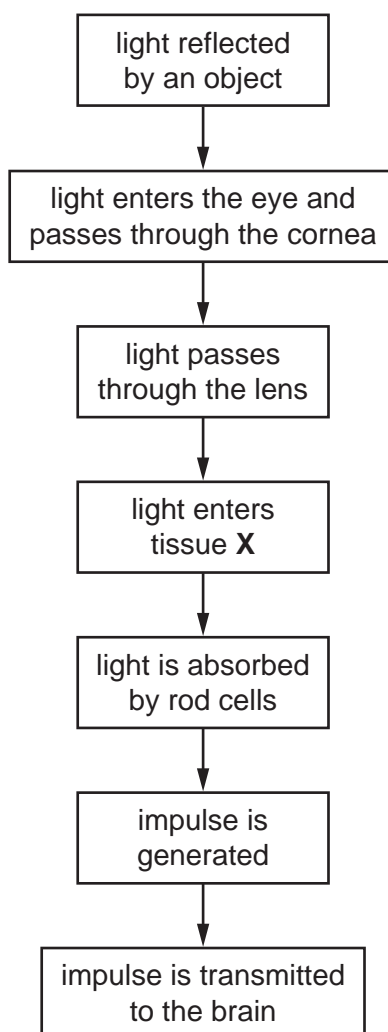 light reflected
by an object
light enters the eye and
passes through the cornea
light passes
through the lens
light enters
tissue X
light is absorbed
by rod cells
impulse is
generated
impulse is transmitted
to the brain